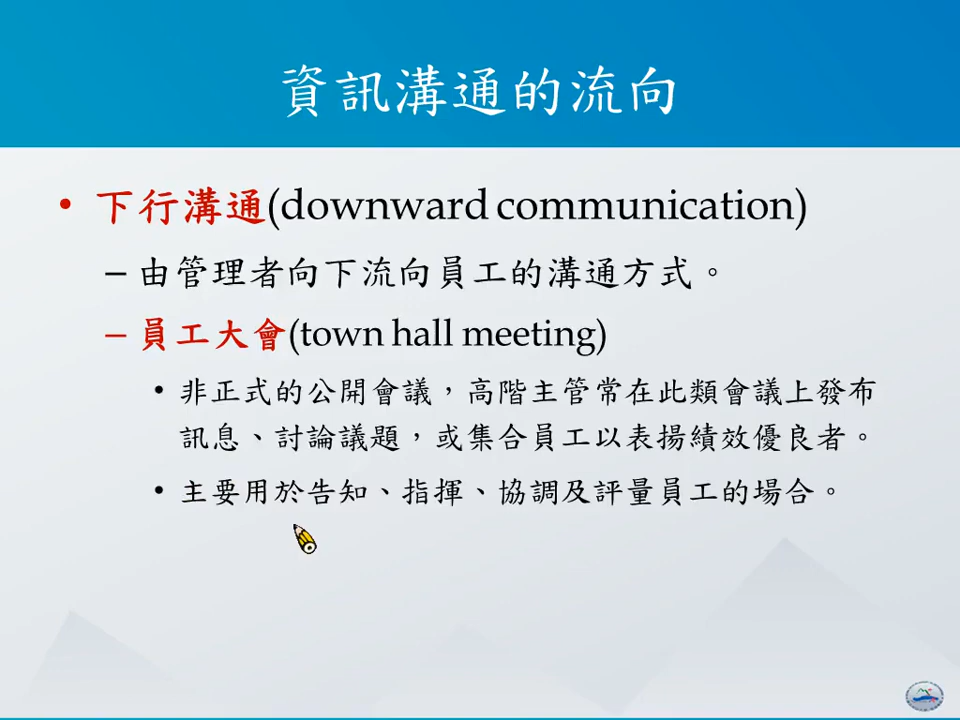 資訊溝通的流向
• 下行溝通(downward communication)
– 由管理者向下流向員工的溝通方式。
– 員工大會(town hall meeting)
• 非正式的公開會議，高階主管常在此類會議上發布
訊息、討論議題，或集合員工以表揚績效優良者。
• 主要用於告知、指揮、協調及評量員工的場合。